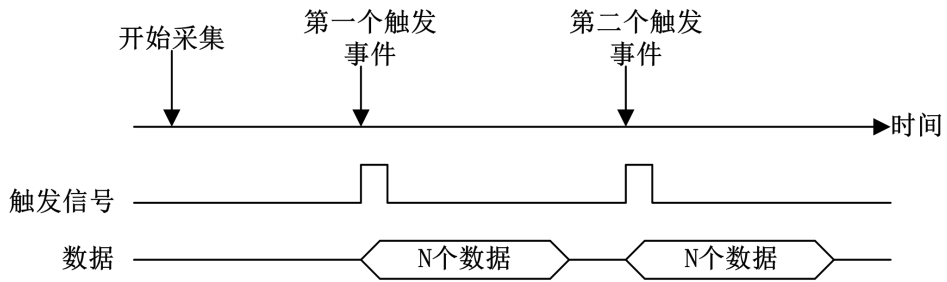 开始采集
第一个触发
事件
第二个触发
事件
时间
触发信号
数据
N个数据
N个数据